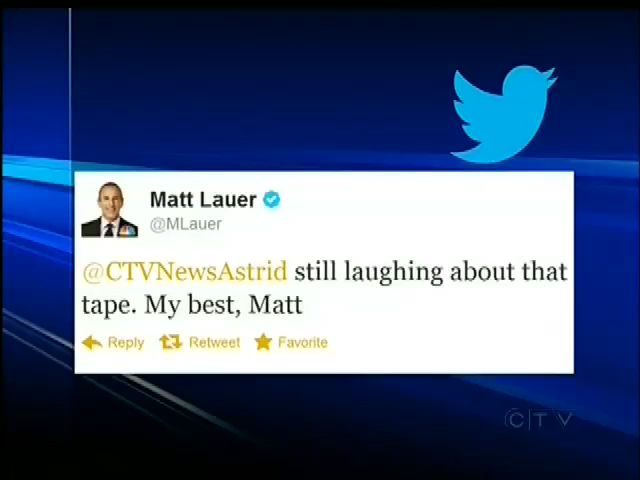 Matt Lauer
@MLauer
@CTVNewsAstrid still laughing about that
tape. My best, Matt
Reply Retweet Favorite
CTV